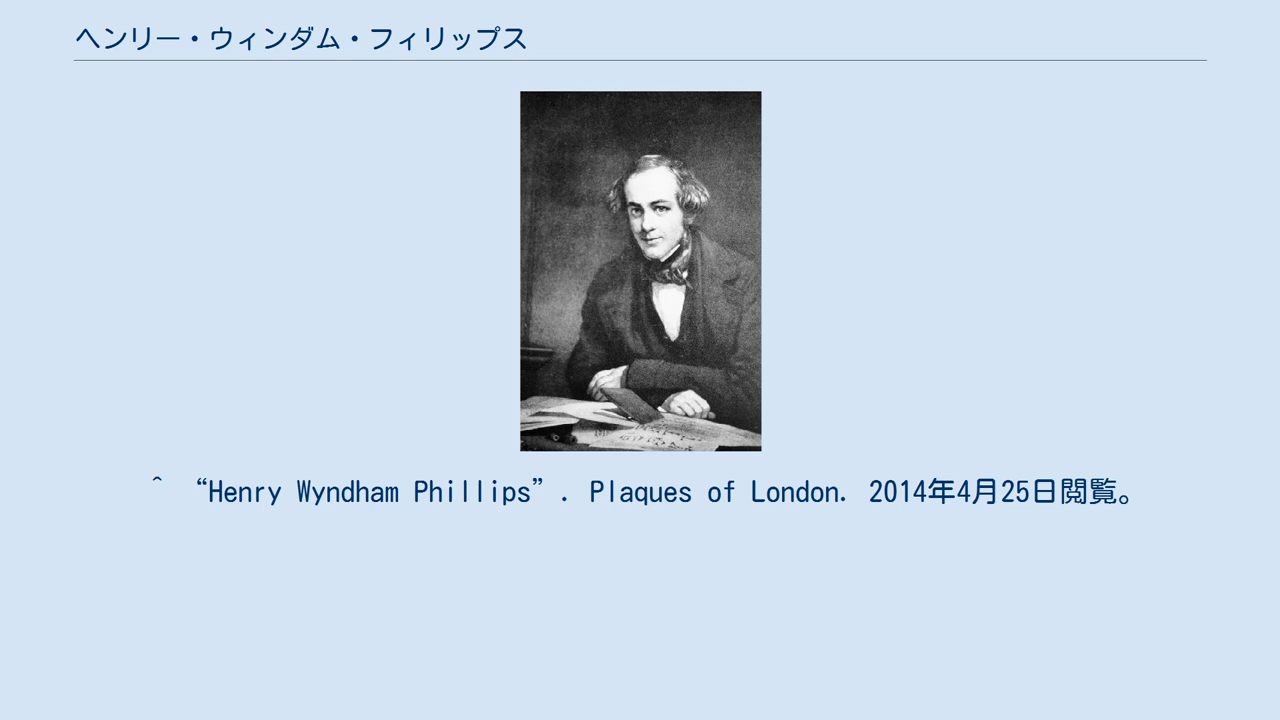 ヘンリー・ウィンダム・フィリップス
^ “Henry Wyndham Phillips”. Plaques of London. 2014年4月25日閲覧。